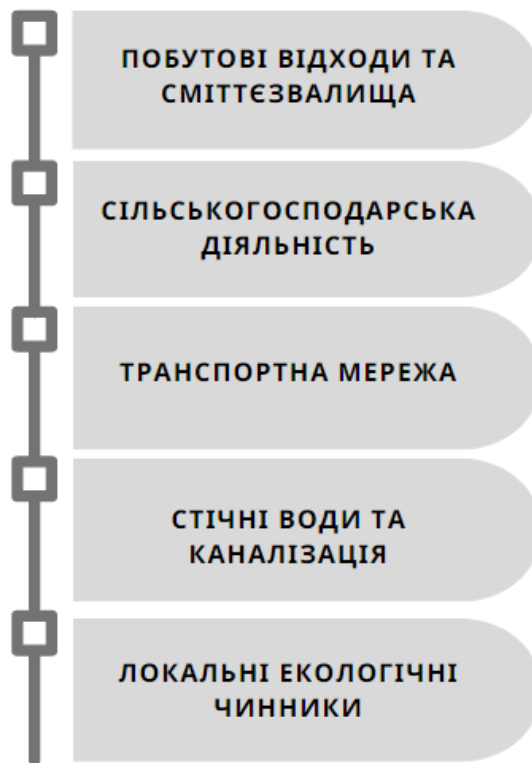 ПОБУТОВІ ВІДХОДИ ТА
СМІТТЄЗВАЛИЩА
СІЛЬСЬКОГОСПОДАРСЬКА
ДІЯЛЬНІСТЬ
ТРАНСПОРТНА МЕРЕЖА
СТІЧНІ ВОДИ ТА
КАНАЛІЗАЦІЯ
ЛОКАЛЬНІ ЕКОЛОГІЧНІ
ЧИННИКИ